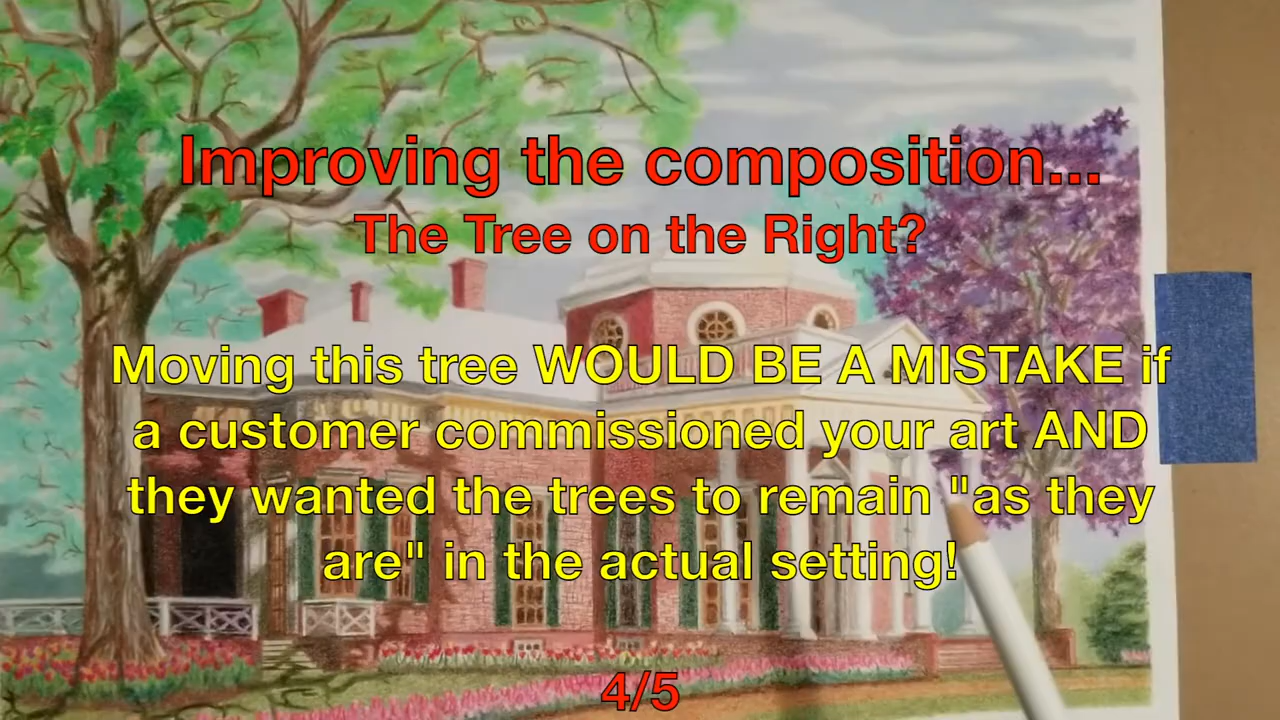 Improving the composition...
The Tree on the Right?
Moving this tree WOULD BE A MISTAKE if
a customer commissioned your art AND
they wanted the trees to remain "as they
are" in the actual setting!
4/5